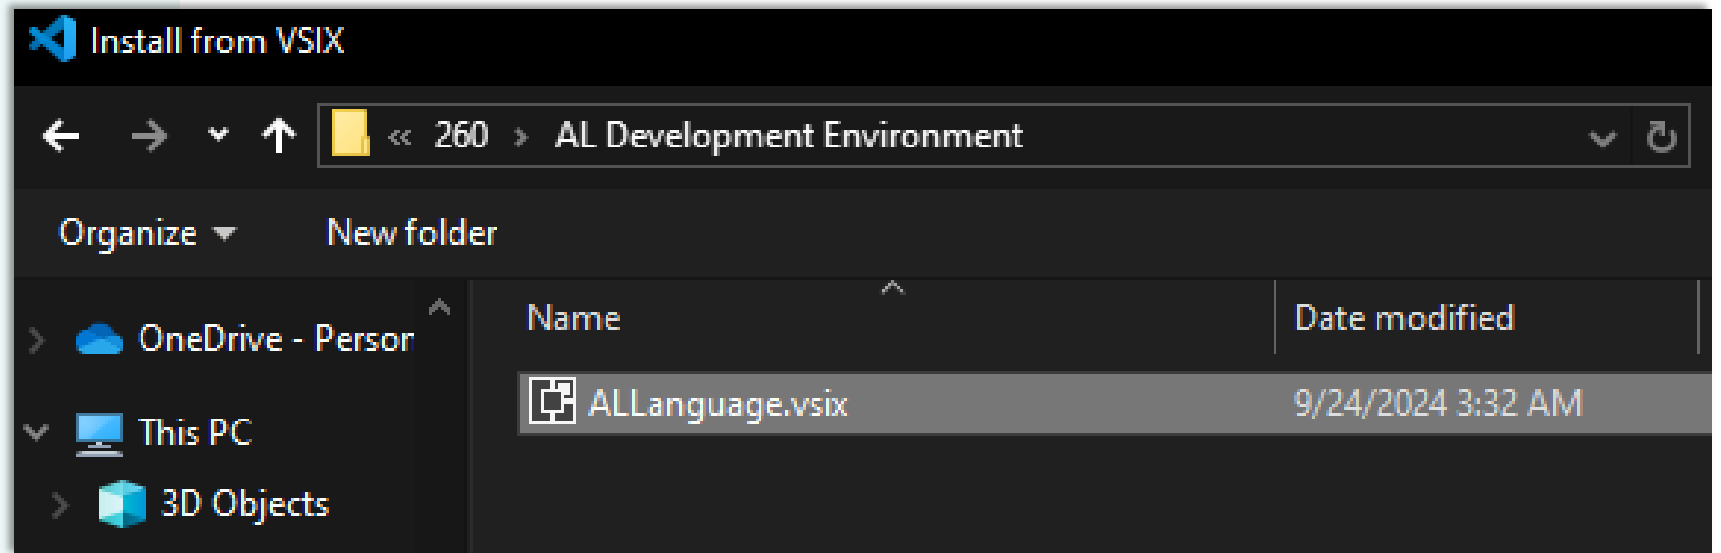 Install from VSIX
« 260 › AL Development Environment
Organize New folder
Name Date modified
OneDrive - Person
ALLanguage.vsix 9/24/2024 3:32 AM
This PC
3D Objects